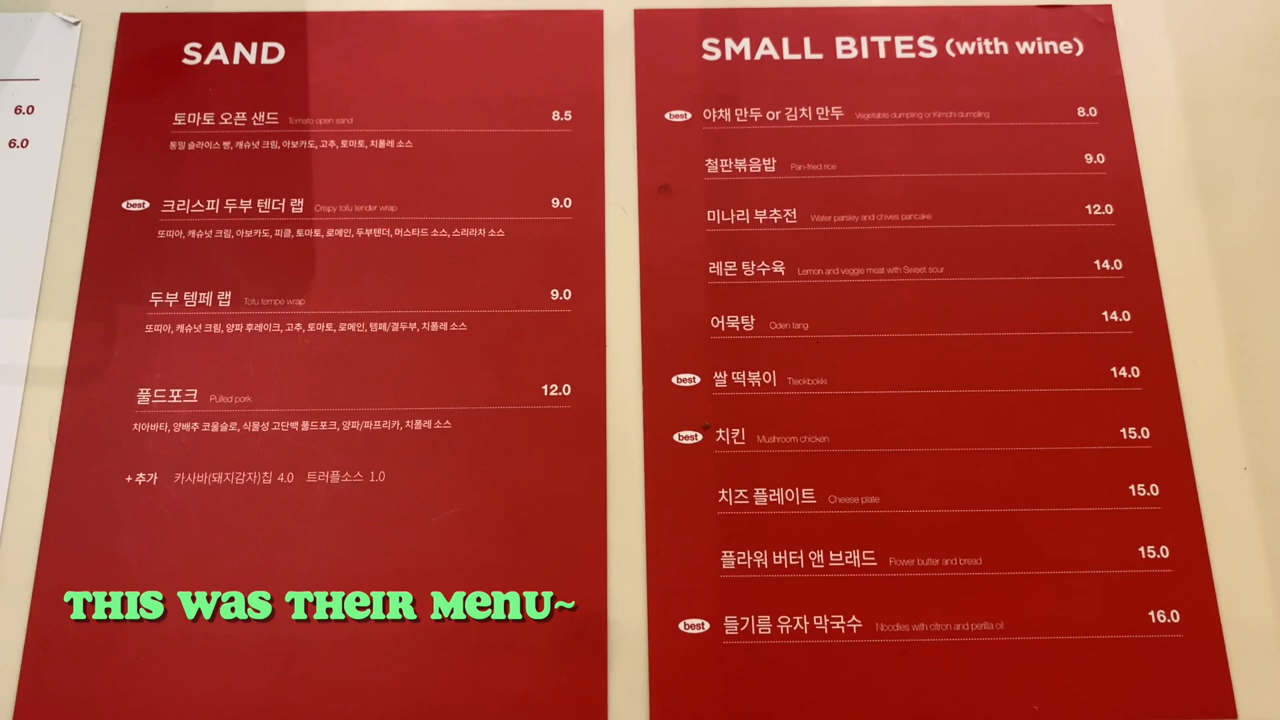 6.0
6.0
SAND
토마토 오픈 샌드 Tomato open sand 8.5
통밀 슬라이스 빵, 캐슈넛 크림, 아보카도, 고추, 토마토, 치폴레 소스
best 크리스피 두부 텐더 랩 Crispy tofu tender wrap 9.0
또띠아, 캐슈넛 크림, 아보카도, 피클, 토마토, 로메인, 두부텐더, 머스타드 소스, 스리라차 소스
두부 템페 랩 Tofu tempe wrap 9.0
또띠아, 캐슈넛 크림, 양파 후레이크, 고추, 토마토, 로메인, 템페/결두부, 치폴레 소스
풀드포크 Pulled pork 12.0
치아바타, 양배추 코울슬로, 식물성 고단백 풀드포크, 양파/파프리카, 치폴레 소스
+ 추가 카사바(돼지감자)칩 4.0 트러플소스 1.0
THIS WAS THEIR MENU~
SMALL BITES (with wine)
best 야채 만두 or 김치 만두 Vegetable dumpling or Kimchi dumpling 8.0
철판볶음밥 Pan-fried rice 9.0
미나리 부추전 Water parsley and chives pancake 12.0
레몬 탕수육 Lemon and veggie meat with Sweet sour 14.0
어묵탕 Oden tang 14.0
best 쌀 떡볶이 Tteokbokki 14.0
best 치킨 Mushroom chicken 15.0
치즈 플레이트 Cheese plate 15.0
플라워 버터 앤 브래드 Flower butter and bread 15.0
best 들기름 유자 막국수 Noodles with citron and perilla oil 16.0